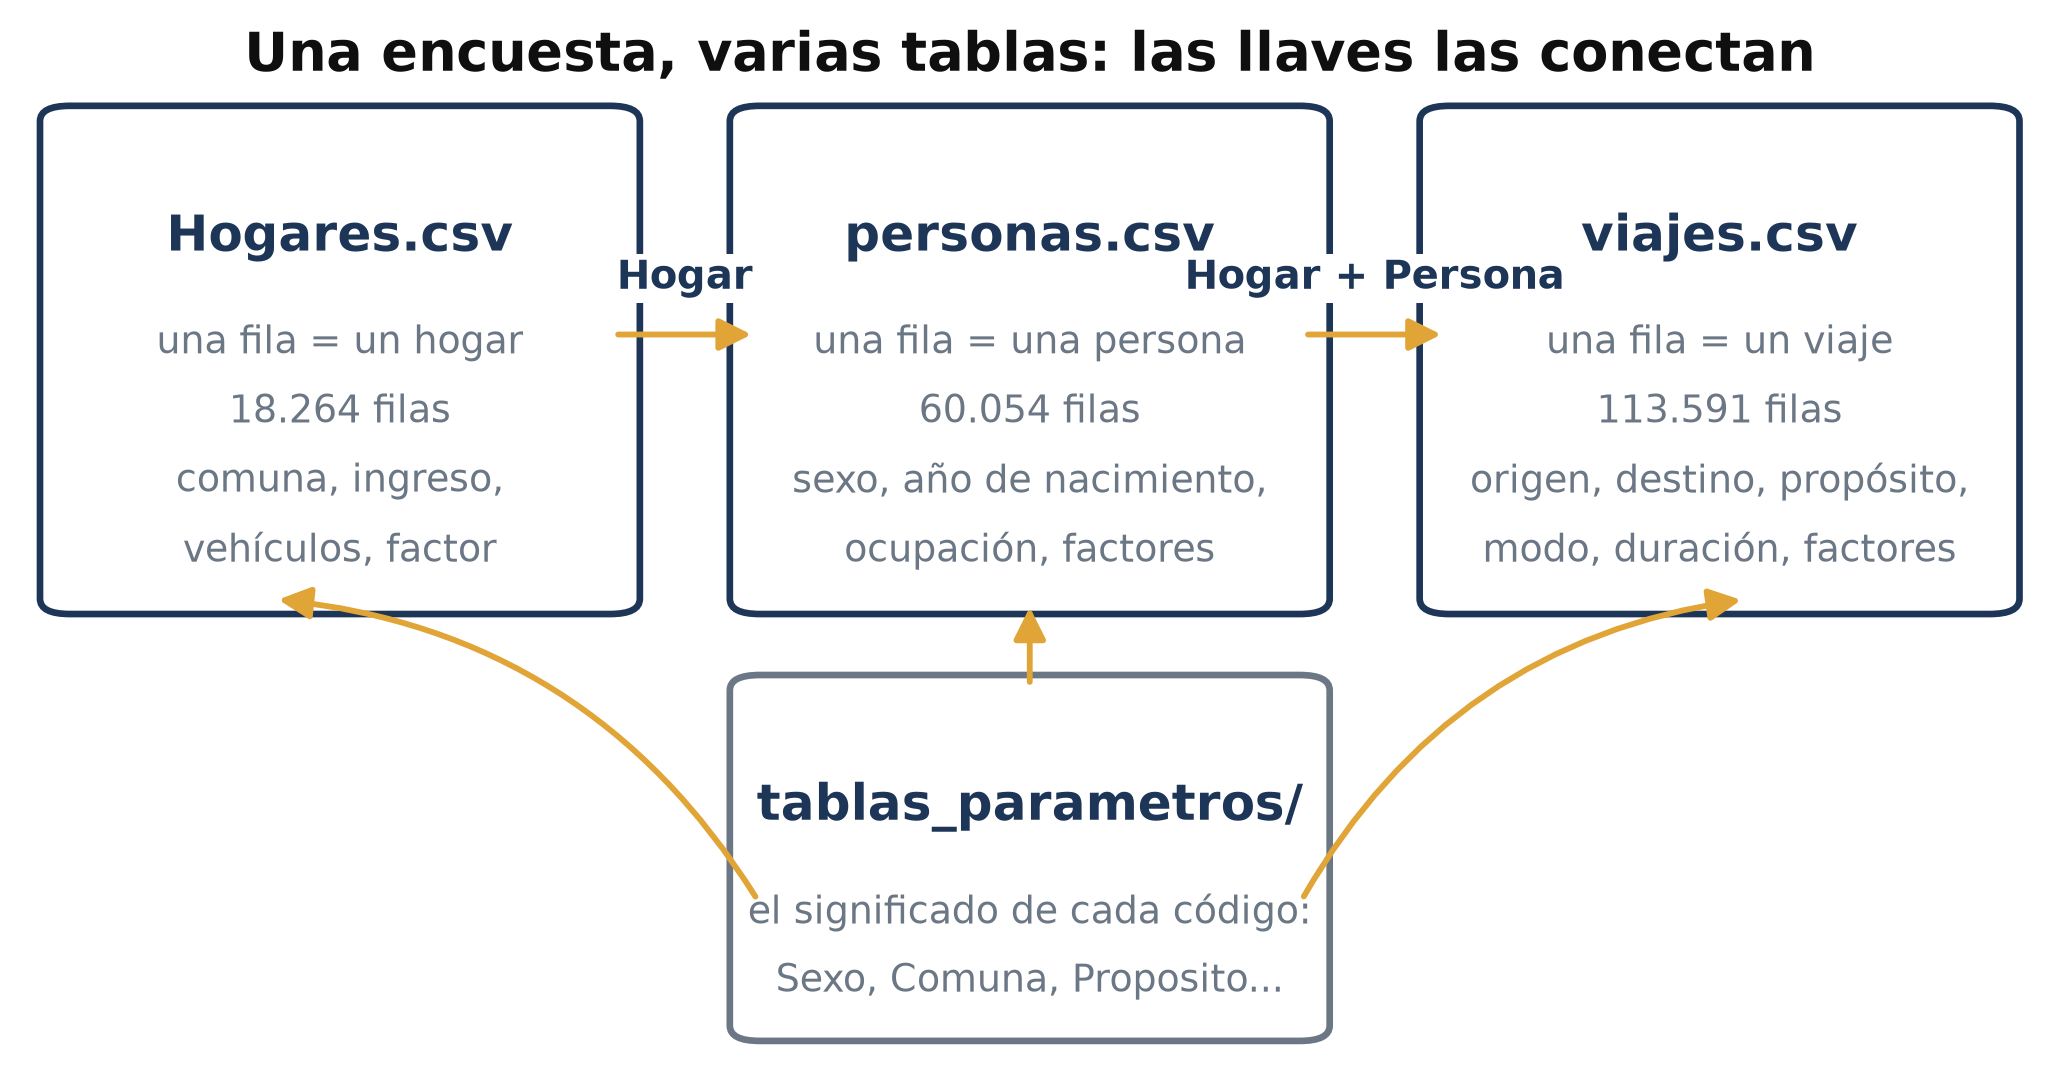 Una encuesta, varias tablas: las llaves las conectan
Hogares.csv
una fila = un hogar
18.264 filas
comuna, ingreso,
vehículos, factor
Hogar
personas.csv
una fila = una persona
60.054 filas
sexo, año de nacimiento,
ocupación, factores
Hogar + Persona
viajes.csv
una fila = un viaje
113.591 filas
origen, destino, propósito,
modo, duración, factores
tablas_parametros/
el significado de cada código:
Sexo, Comuna, Proposito...